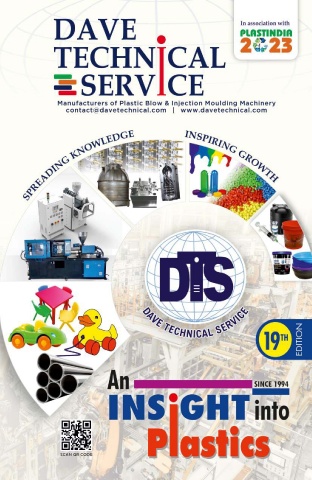 DAVE
TECHNICAL
SERVICE
In association with
PLASTINDIA
2023
Manufacturers of Plastic Blow & Injection Moulding Machinery
contact@davetechnical.com | www.davetechnical.com
SPREADING KNOWLEDGE
INSPIRING GROWTH
DTS
DAVE TECHNICAL SERVICE
19TH
EDITION
An
SINCE 1994
INSiGHT into
Plastics
SCAN QR CODE